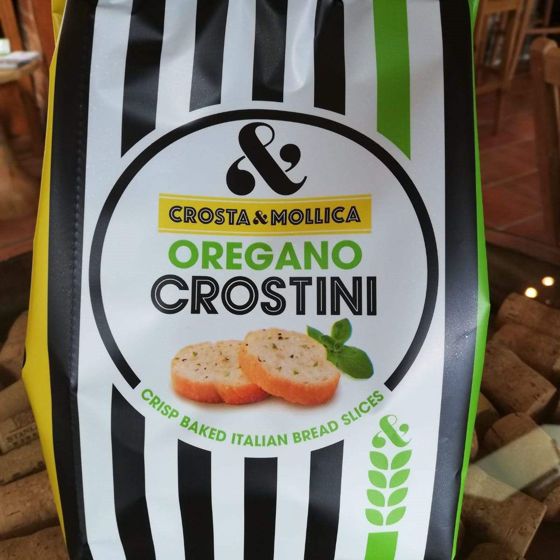 &
CROSTA & MOLLICA
OREGANO
CROSTINI
CRISP BAKED ITALIAN BREAD SLICES
&